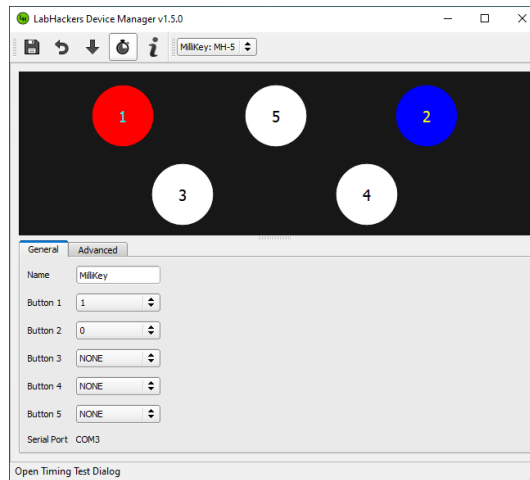 LabHackers Device Manager v1.5.0
MilliKey: MH-5
1 5 2
3 4
General Advanced
Name MilliKey
Button 1 1
Button 2 0
Button 3 NONE
Button 4 NONE
Button 5 NONE
Serial Port COM3
Open Timing Test Dialog